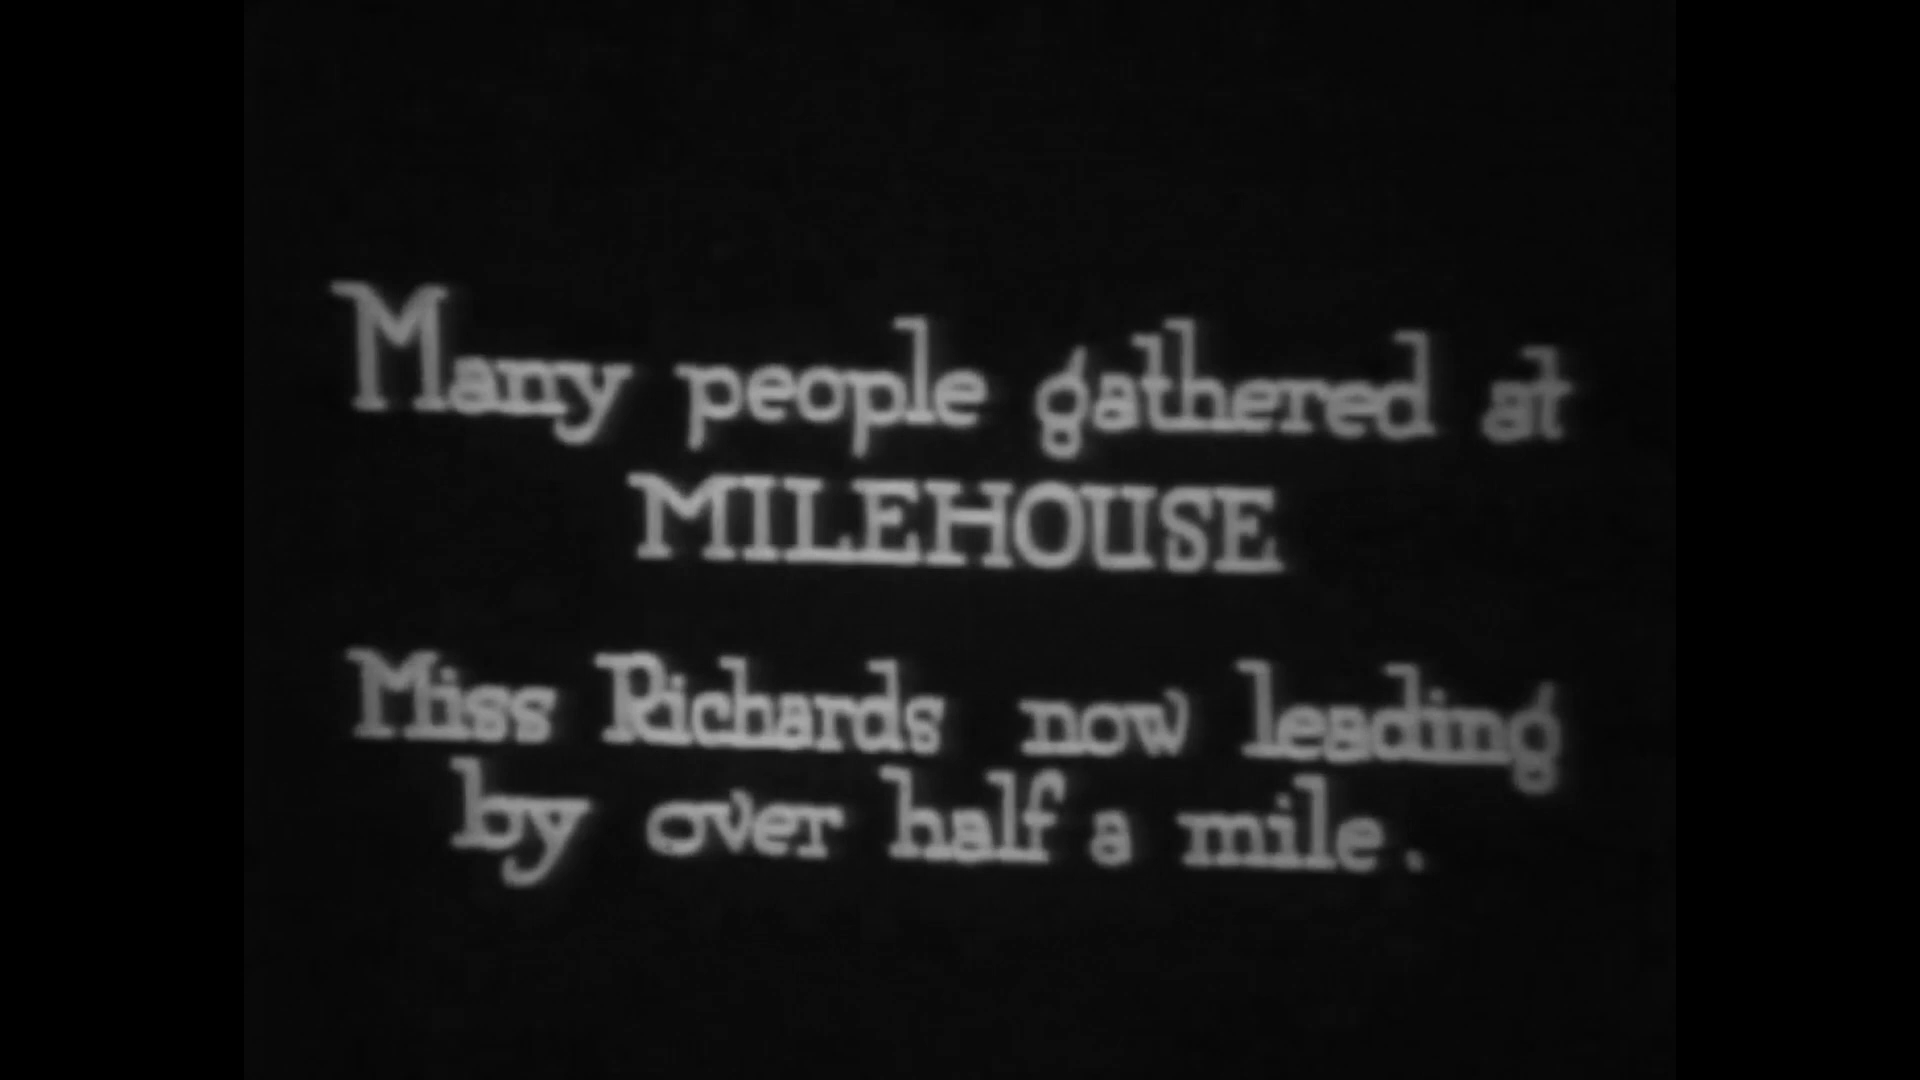 Many people gathered at
MILEHOUSE
Miss Richards now leading
by over half a mile.